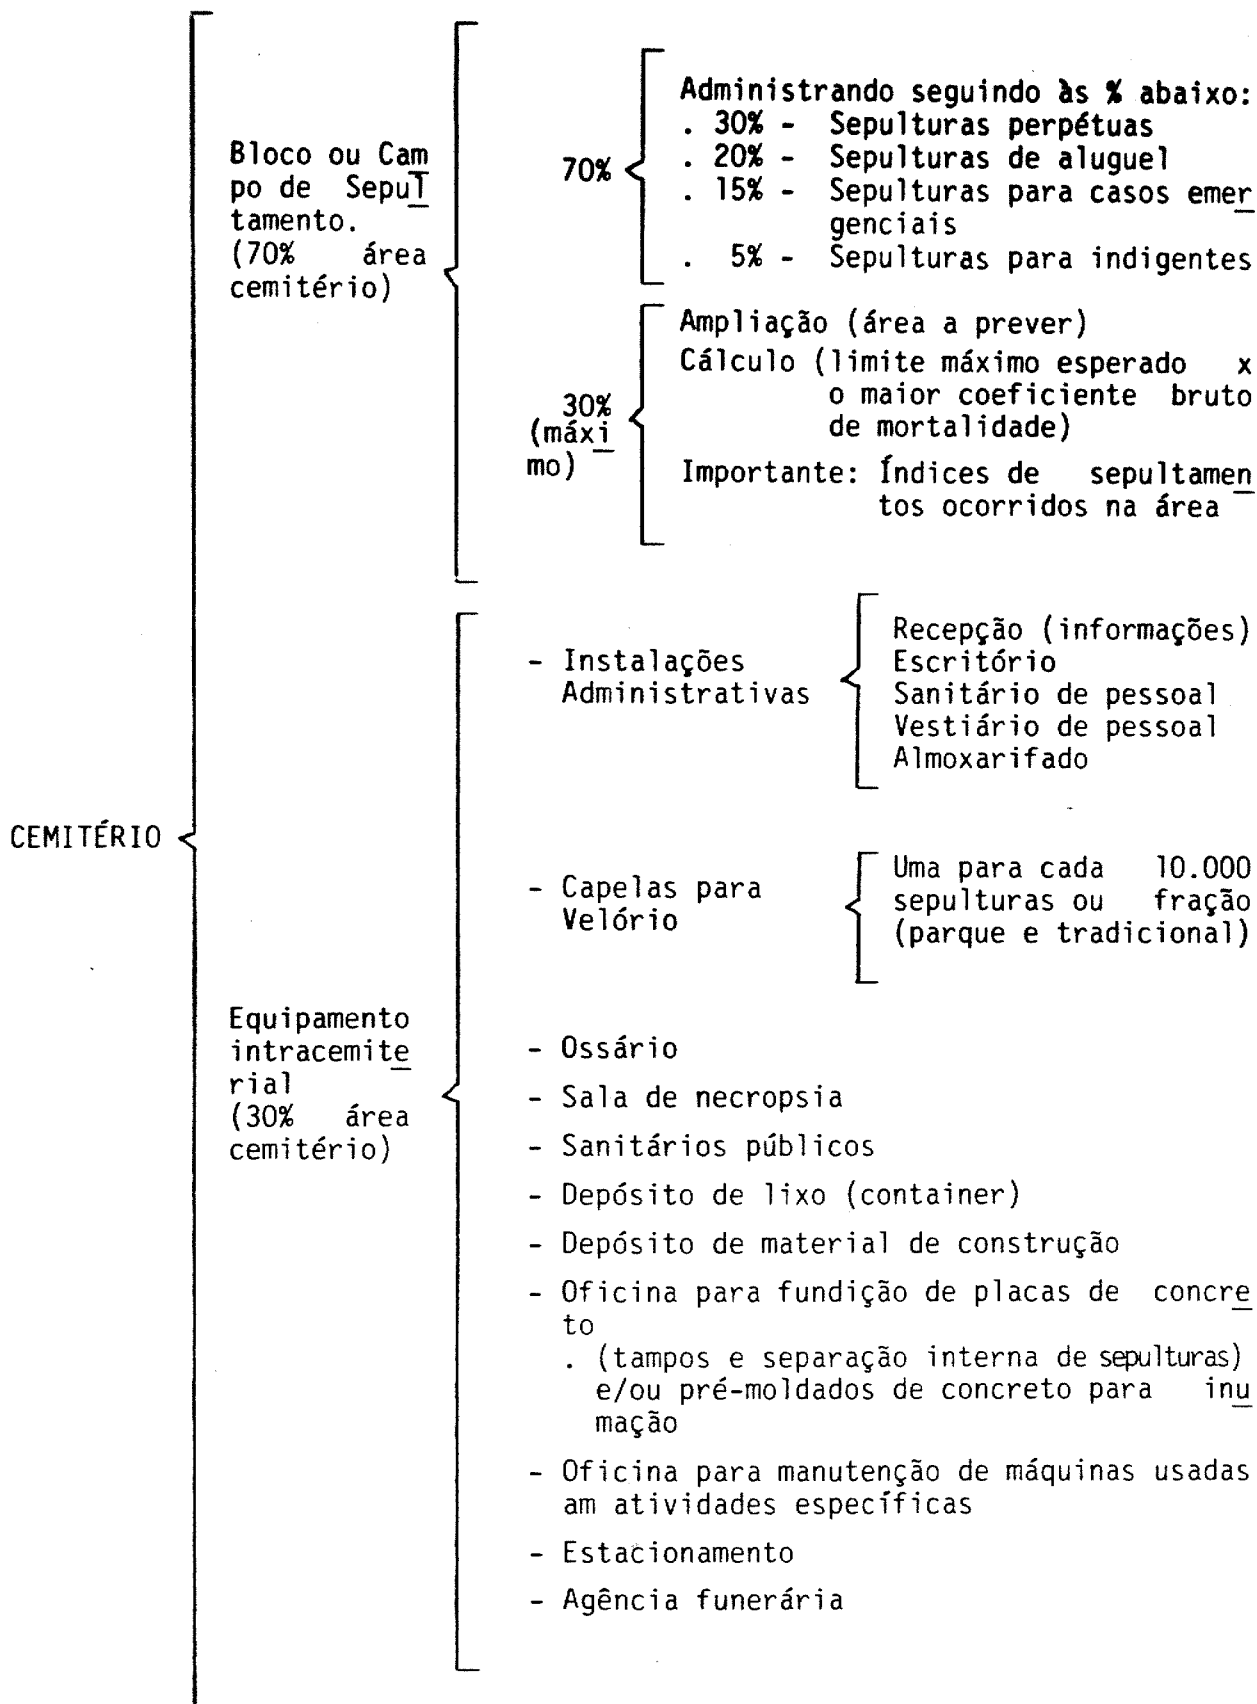 CEMITÉRIO
Bloco ou Cam
po de Sepul
tamento.
(70% área
cemitério)
70%
Administrando seguindo às % abaixo:
. 30% - Sepulturas perpétuas
. 20% - Sepulturas de aluguel
. 15% - Sepulturas para casos emer
genciais
. 5% - Sepulturas para indigentes
30%
(máxi
mo)
Ampliação (área a prever)
Cálculo (limite máximo esperado x
o maior coeficiente bruto
de mortalidade)
Importante: Índices de sepultamen
tos ocorridos na área
Equipamento
intracemite
rial
(30% área
cemitério)
- Instalações
Administrativas
Recepção (informações)
Escritório
Sanitário de pessoal
Vestiário de pessoal
Almoxarifado
- Capelas para
Velório
Uma para cada 10.000
sepulturas ou fração
(parque e tradicional)
- Ossário
- Sala de necropsia
- Sanitários públicos
- Depósito de lixo (container)
- Depósito de material de construção
- Oficina para fundição de placas de concre
to
. (tampos e separação interna de sepulturas)
e/ou pré-moldados de concreto para inu
mação
- Oficina para manutenção de máquinas usadas
am atividades específicas
- Estacionamento
- Agência funerária